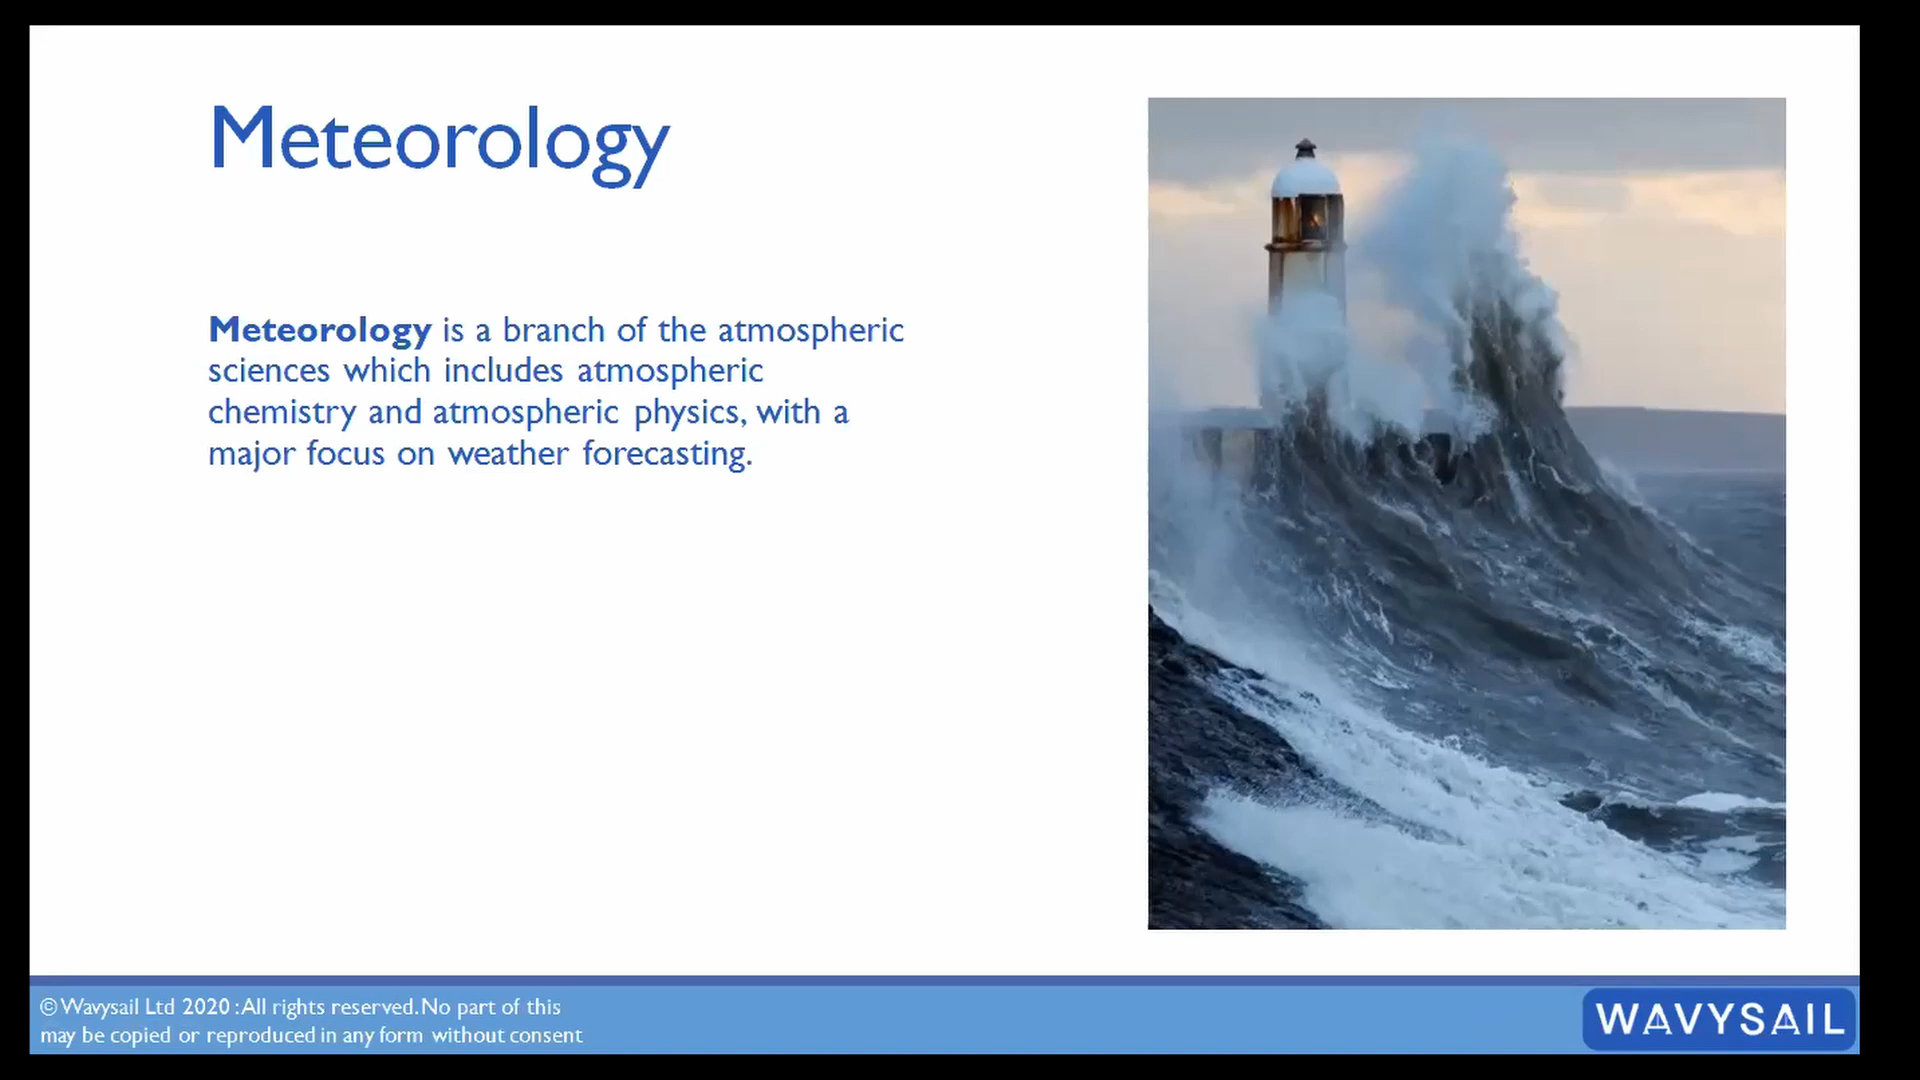 Meteorology
Meteorology is a branch of the atmospheric
sciences which includes atmospheric
chemistry and atmospheric physics, with a
major focus on weather forecasting.
© Wavysail Ltd 2020 : All rights reserved. No part of this
may be copied or reproduced in any form without consent
WAVYSAIL